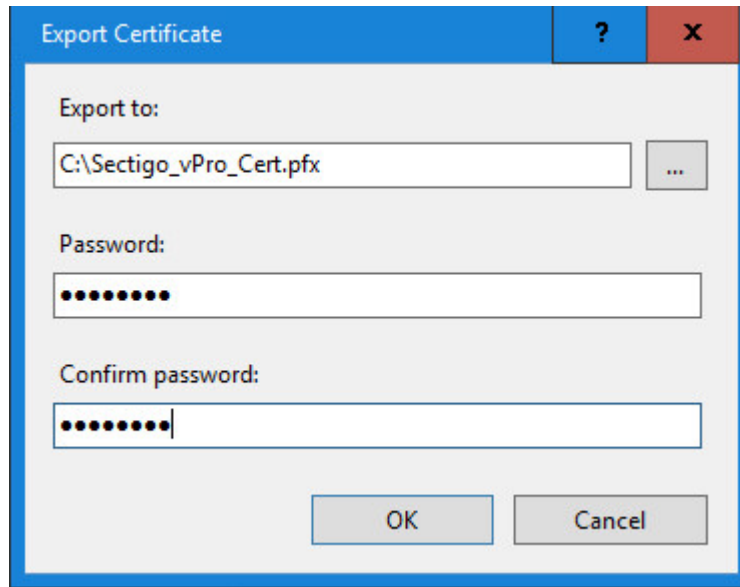 Export Certificate ? x
Export to:
C:\Sectigo_vPro_Cert.pfx ...
Password:
••••••••
Confirm password:
••••••••
OK Cancel